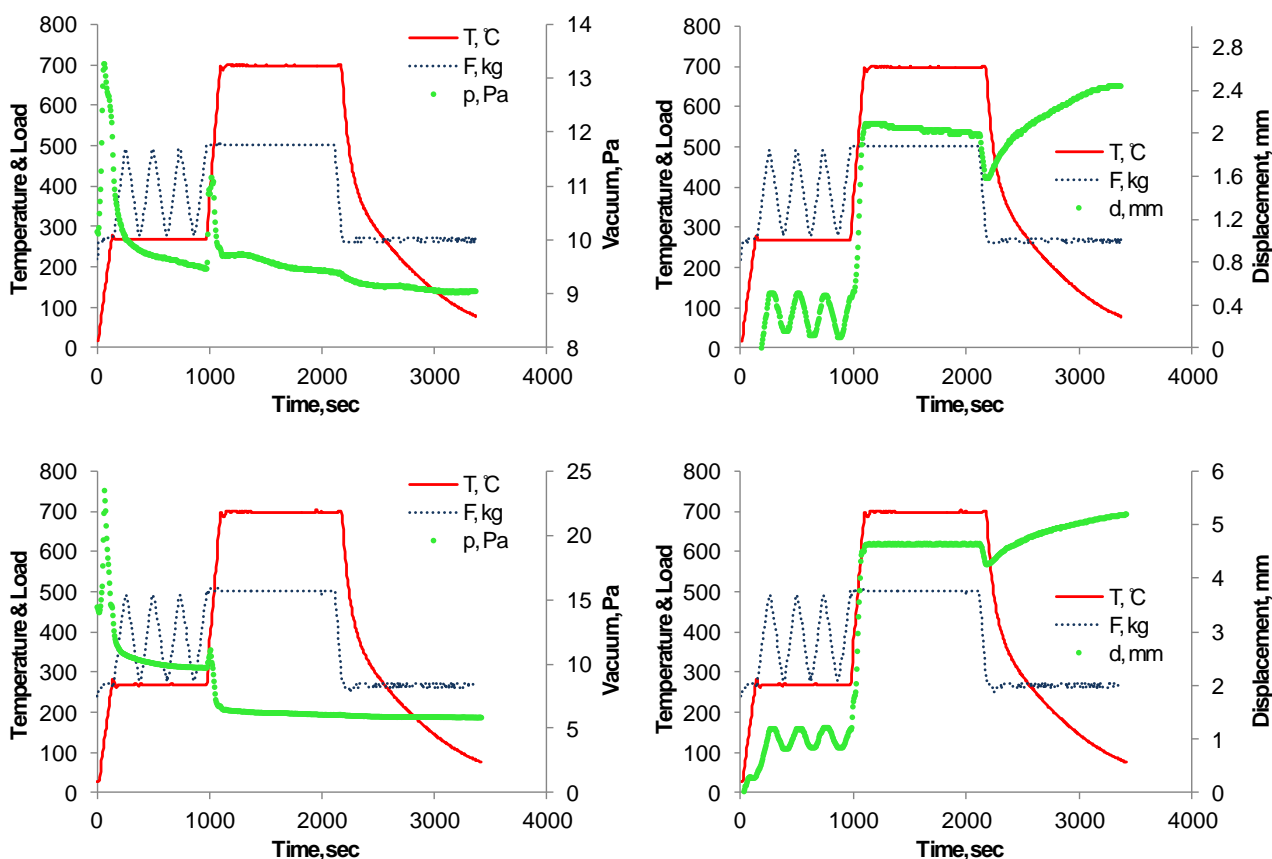 800 14
700 13
600 12
500
400 11
300 10
200 9
100
0 8
0 1000 2000 3000 4000
Time, sec
Temperature & Load
Vacuum, Pa
T, ℃
F, kg
p, Pa
800 2.8
700 2.4
600 2.0
500 1.6
400 1.2
300 0.8
200 0.4
100
0 0
0 1000 2000 3000 4000
Time, sec
Temperature & Load
Displacement, mm
T, ℃
F, kg
d, mm
800 25
700 20
600
500 15
400
300 10
200 5
100
0 0
0 1000 2000 3000 4000
Time, sec
Temperature & Load
Vacuum, Pa
T, ℃
F, kg
p, Pa
800 6
700 5
600 4
500
400 3
300 2
200 1
100
0 0
0 1000 2000 3000 4000
Time, sec
Temperature & Load
Displacement, mm
T, ℃
F, kg
d, mm